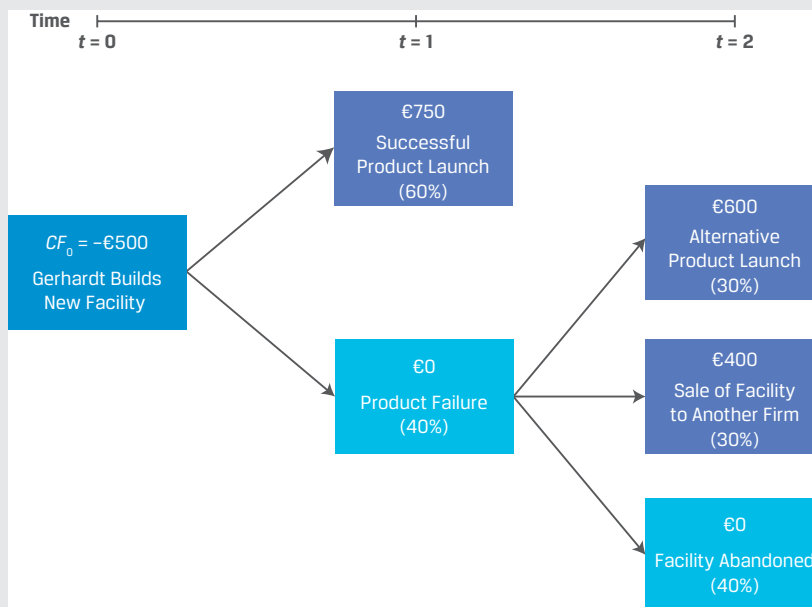 Time
t = 0
t = 1
t = 2
€750
Successful
Product Launch
(60%)
€600
Alternative
Product Launch
(30%)
CF₀ = –€500
Gerhardt Builds
New Facility
€0
Product Failure
(40%)
€400
Sale of Facility
to Another Firm
(30%)
€0
Facility Abandoned
(40%)